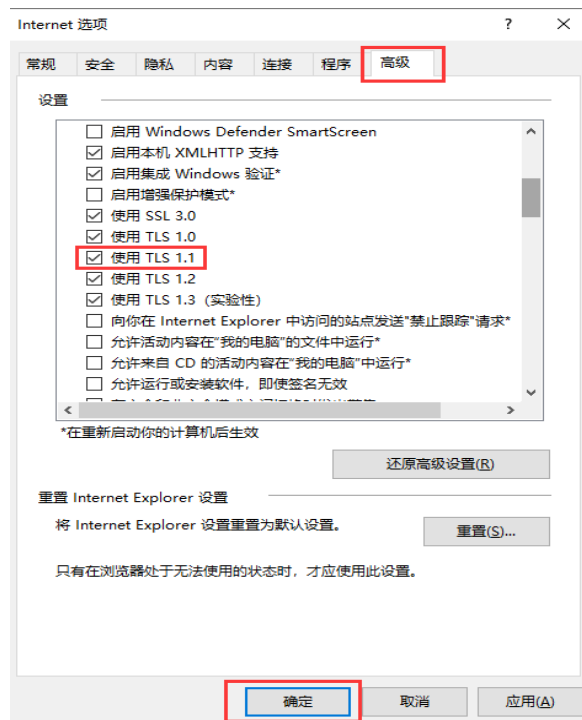 Internet 选项 ? ×
常规 安全 隐私 内容 连接 程序 高级
设置
启用 Windows Defender SmartScreen
启用本机 XMLHTTP 支持
启用集成 Windows 验证*
启用增强保护模式*
使用 SSL 3.0
使用 TLS 1.0
使用 TLS 1.1
使用 TLS 1.2
使用 TLS 1.3 (实验性)
向你在 Internet Explorer 中访问的站点发送"禁止跟踪"请求*
允许活动内容在"我的电脑"的文件中运行*
允许来自 CD 的活动内容在"我的电脑"中运行*
允许运行或安装软件，即使签名无效
*在重新启动你的计算机后生效
还原高级设置(R)
重置 Internet Explorer 设置
将 Internet Explorer 设置重置为默认设置。
重置(S)...
只有在浏览器处于无法使用的状态时，才应使用此设置。
确定 取消 应用(A)